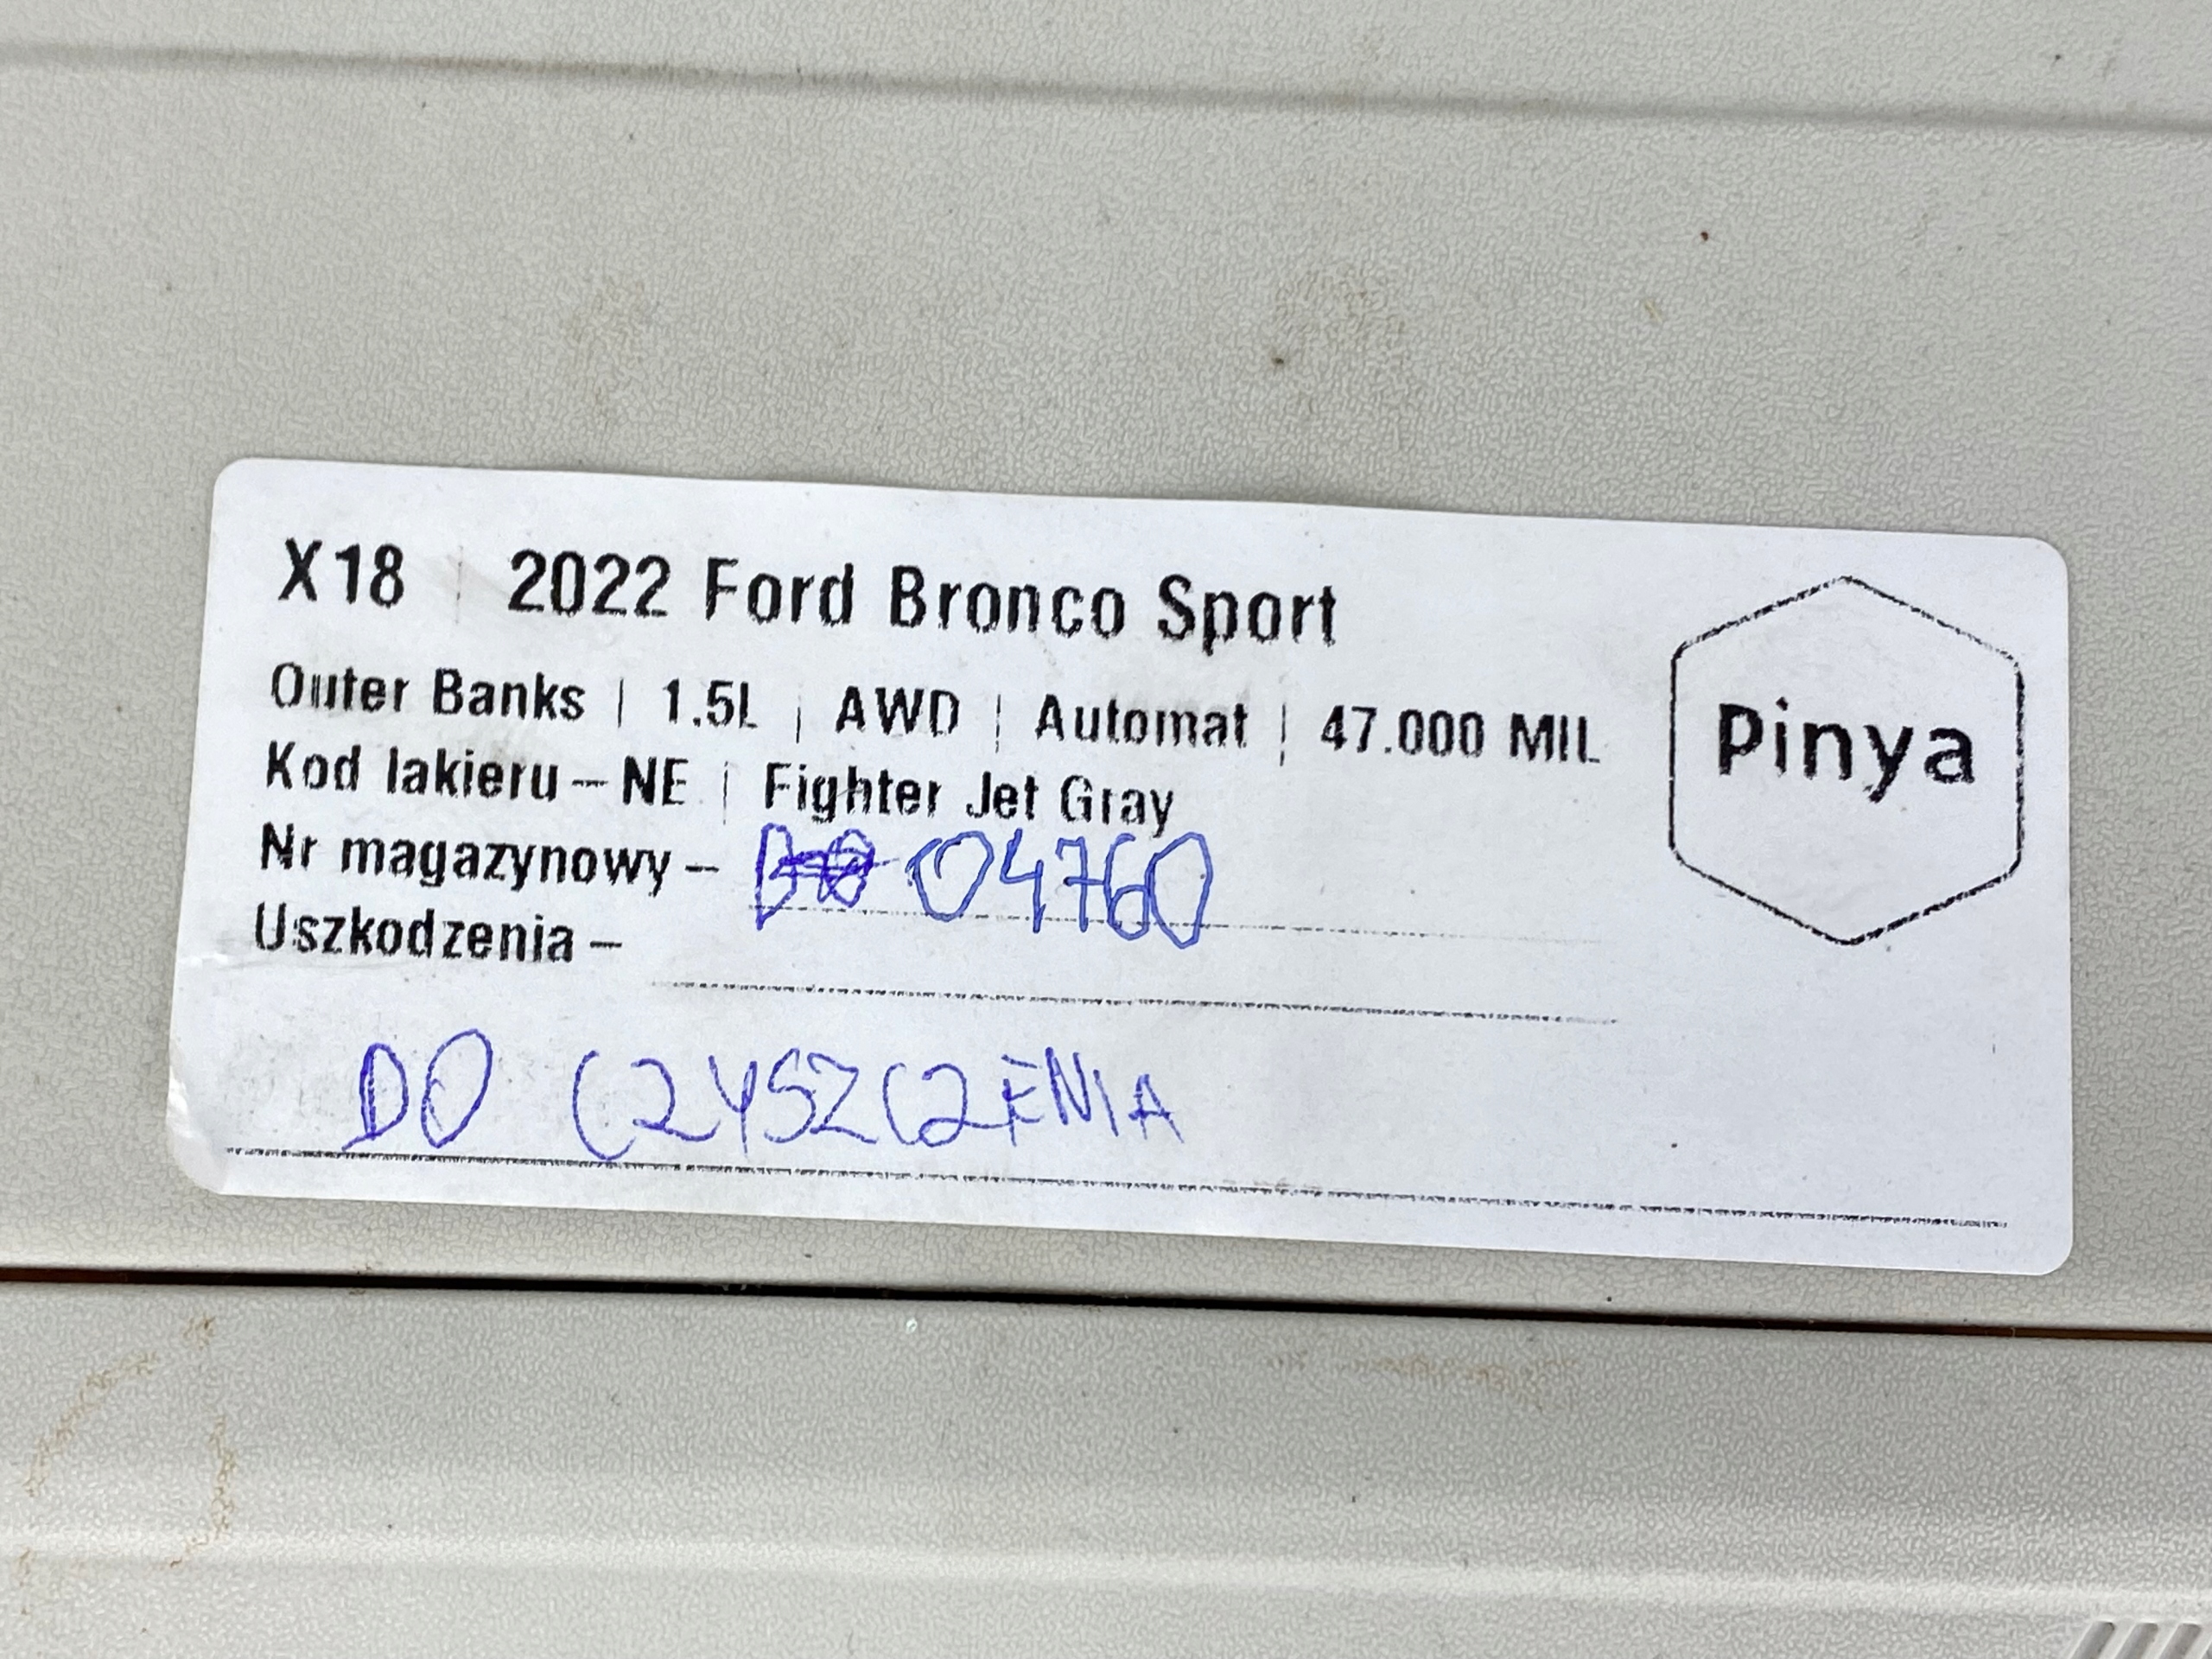 X18 | 2022 Ford Bronco Sport
Outer Banks | 1.5L | AWD | Automat | 47.000 MIL
Kod lakieru – NE | Fighter Jet Gray
Nr magazynowy – 04760
Uszkodzenia –
DO CZYSZCZENIA
Pinya